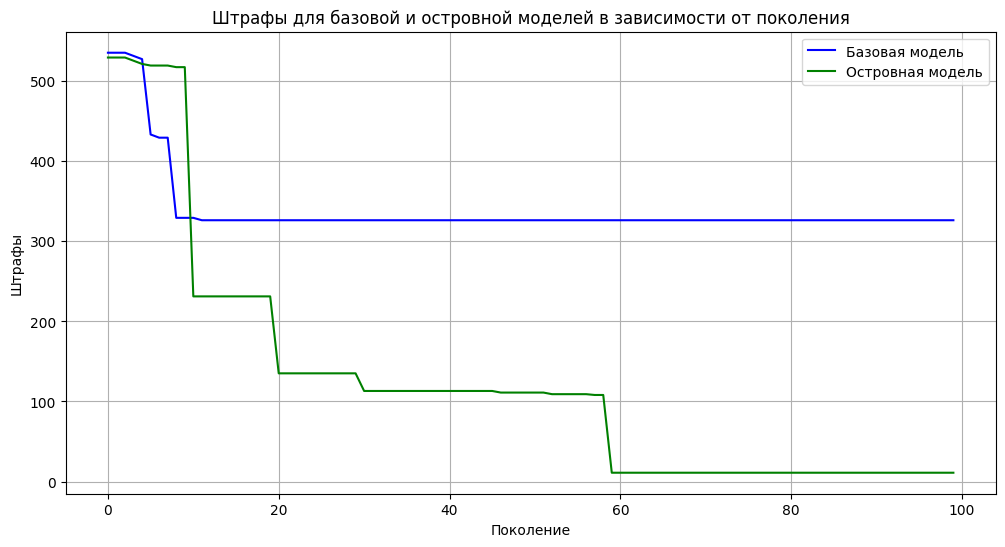 Штрафы для базовой и островной моделей в зависимости от поколения
Базовая модель
Островная модель
Штрафы
500
400
300
200
100
0
0 20 40 60 80 100
Поколение